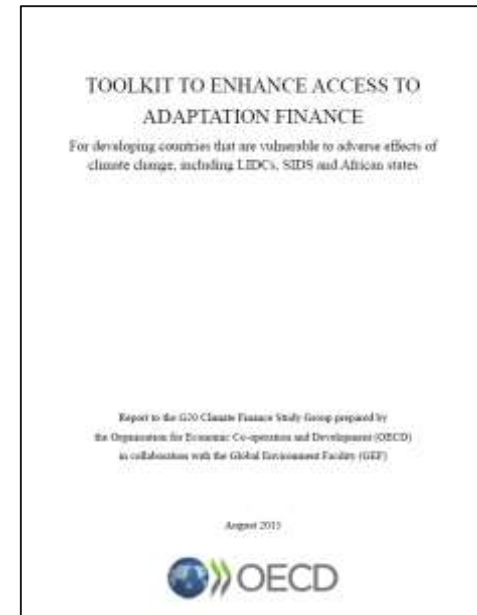 TOOLKIT TO ENHANCE ACCESS TO
ADAPTATION FINANCE
For developing countries that are vulnerable to adverse effects of
climate change, including LIDCs, SIDS and African states
Report to the G20 Climate Finance Study Group prepared by
the Organisation for Economic Co-operation and Development (OECD)
in collaboration with the Global Environment Facility (GEF)
August 2015
OECD